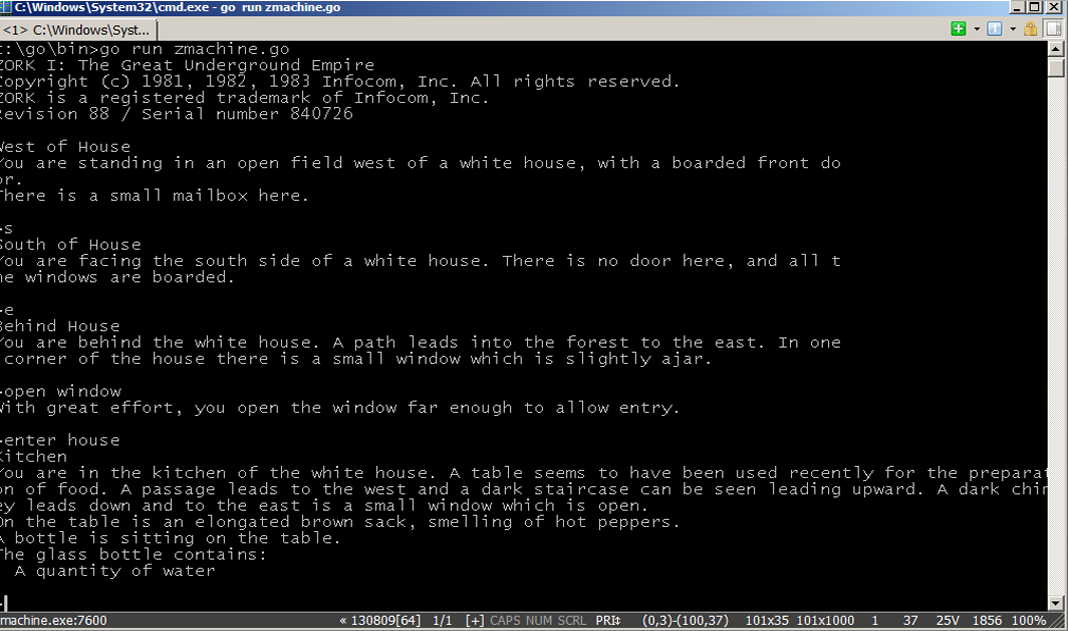 C:\Windows\System32\cmd.exe - go run zmachine.go
<1> C:\Windows\Syst...
c:\go\bin>go run zmachine.go
ZORK I: The Great Underground Empire
Copyright (c) 1981, 1982, 1983 Infocom, Inc. All rights reserved.
ZORK is a registered trademark of Infocom, Inc.
Revision 88 / Serial number 840726
West of House
You are standing in an open field west of a white house, with a boarded front do
or.
There is a small mailbox here.
>s
South of House
You are facing the south side of a white house. There is no door here, and all t
he windows are boarded.
>e
Behind House
You are behind the white house. A path leads into the forest to the east. In one
corner of the house there is a small window which is slightly ajar.
>open window
With great effort, you open the window far enough to allow entry.
>enter house
Kitchen
You are in the kitchen of the white house. A table seems to have been used recently for the preparat
on of food. A passage leads to the west and a dark staircase can be seen leading upward. A dark chim
ey leads down and to the east is a small window which is open.
On the table is an elongated brown sack, smelling of hot peppers.
A bottle is sitting on the table.
The glass bottle contains:
A quantity of water
>
machine.exe:7600 « 130809[64] 1/1 [+] CAPS NUM SCRL PRI↕ (0,3)-(100,37) 101x35 101x1000 1 37 25V 1856 100%